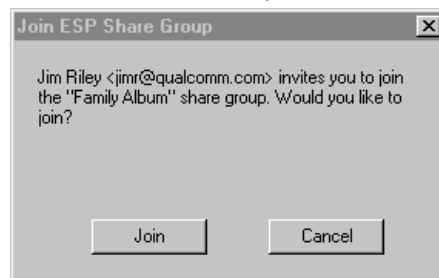 Join ESP Share Group
Jim Riley <jimr@qualcomm.com> invites you to join
the "Family Album" share group. Would you like to
join?
Join Cancel